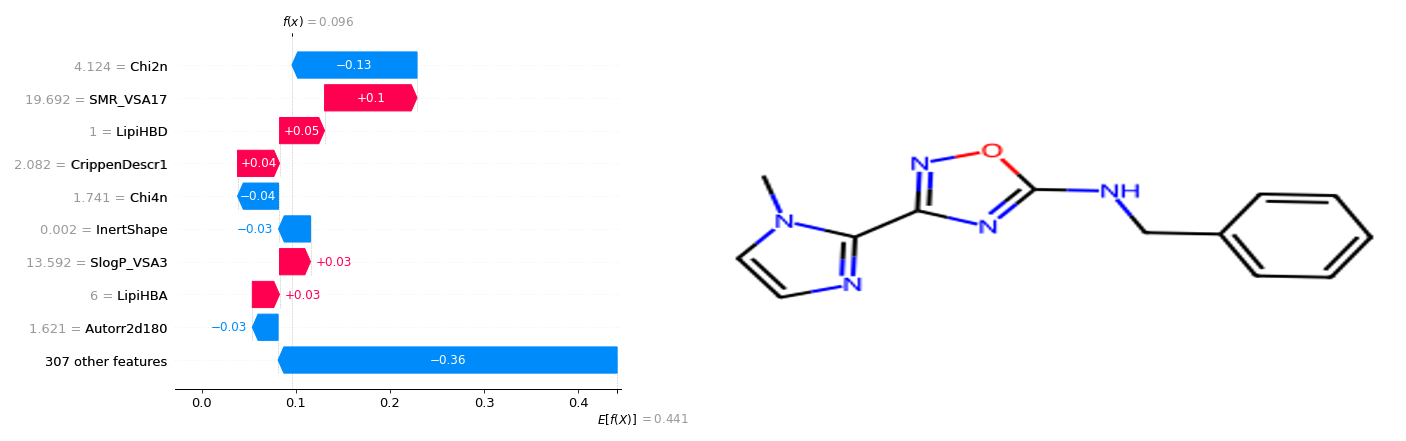 f(x) = 0.096
4.124 = Chi2n
−0.13
19.692 = SMR_VSA17
+0.1
1 = LipiHBD
+0.05
2.082 = CrippenDescr1
+0.04
1.741 = Chi4n
−0.04
0.002 = InertShape
−0.03
13.592 = SlogP_VSA3
+0.03
6 = LipiHBA
+0.03
1.621 = Autorr2d180
−0.03
307 other features
−0.36
0.0 0.1 0.2 0.3 0.4
E[f(X)] = 0.441
O
N
NH
N
N
N